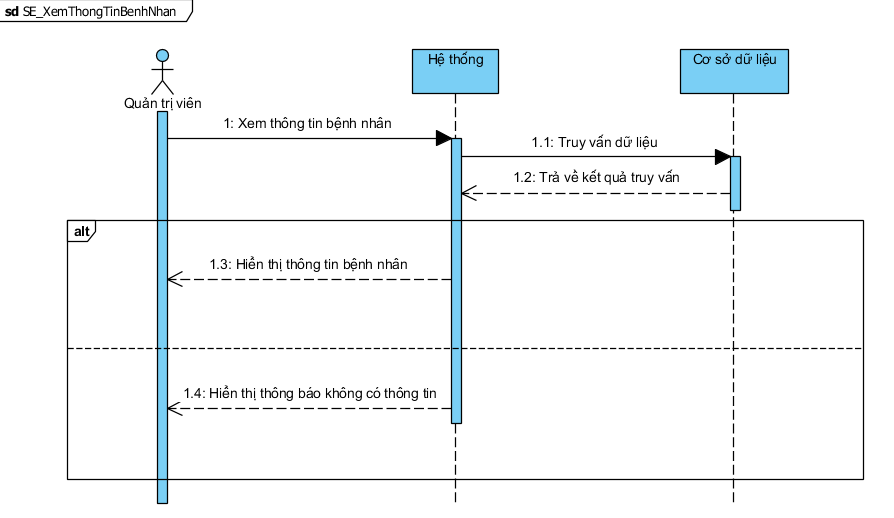 sd SE_XemThongTinBenhNhan
Quản trị viên
Hệ thống
Cơ sở dữ liệu
1: Xem thông tin bệnh nhân
1.1: Truy vấn dữ liệu
1.2: Trả về kết quả truy vấn
alt
1.3: Hiển thị thông tin bệnh nhân
1.4: Hiển thị thông báo không có thông tin